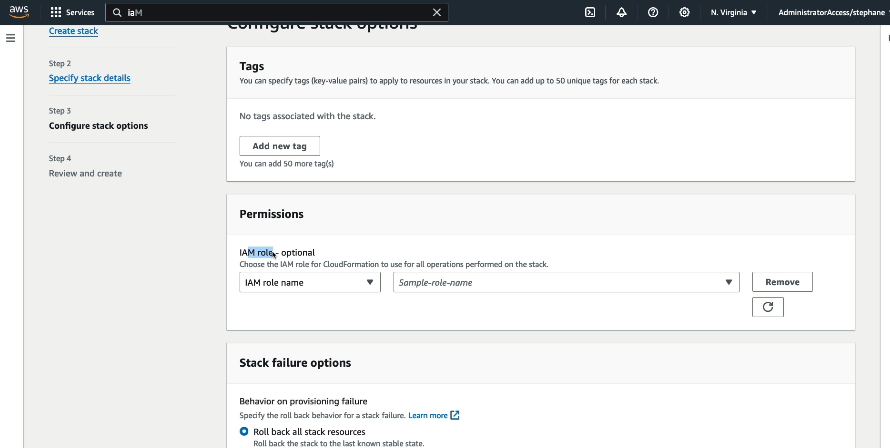 aws
Services
iaM
N. Virginia
AdministratorAccess/stephane
Configure stack options
Create stack
Step 2
Specify stack details
Step 3
Configure stack options
Step 4
Review and create
Tags
You can specify tags (key-value pairs) to apply to resources in your stack. You can add up to 50 unique tags for each stack.
No tags associated with the stack.
Add new tag
You can add 50 more tag(s)
Permissions
IAM role - optional
Choose the IAM role for CloudFormation to use for all operations performed on the stack.
IAM role name
Sample-role-name
Remove
Stack failure options
Behavior on provisioning failure
Specify the roll back behavior for a stack failure. Learn more
Roll back all stack resources
Roll back the stack to the last known stable state.